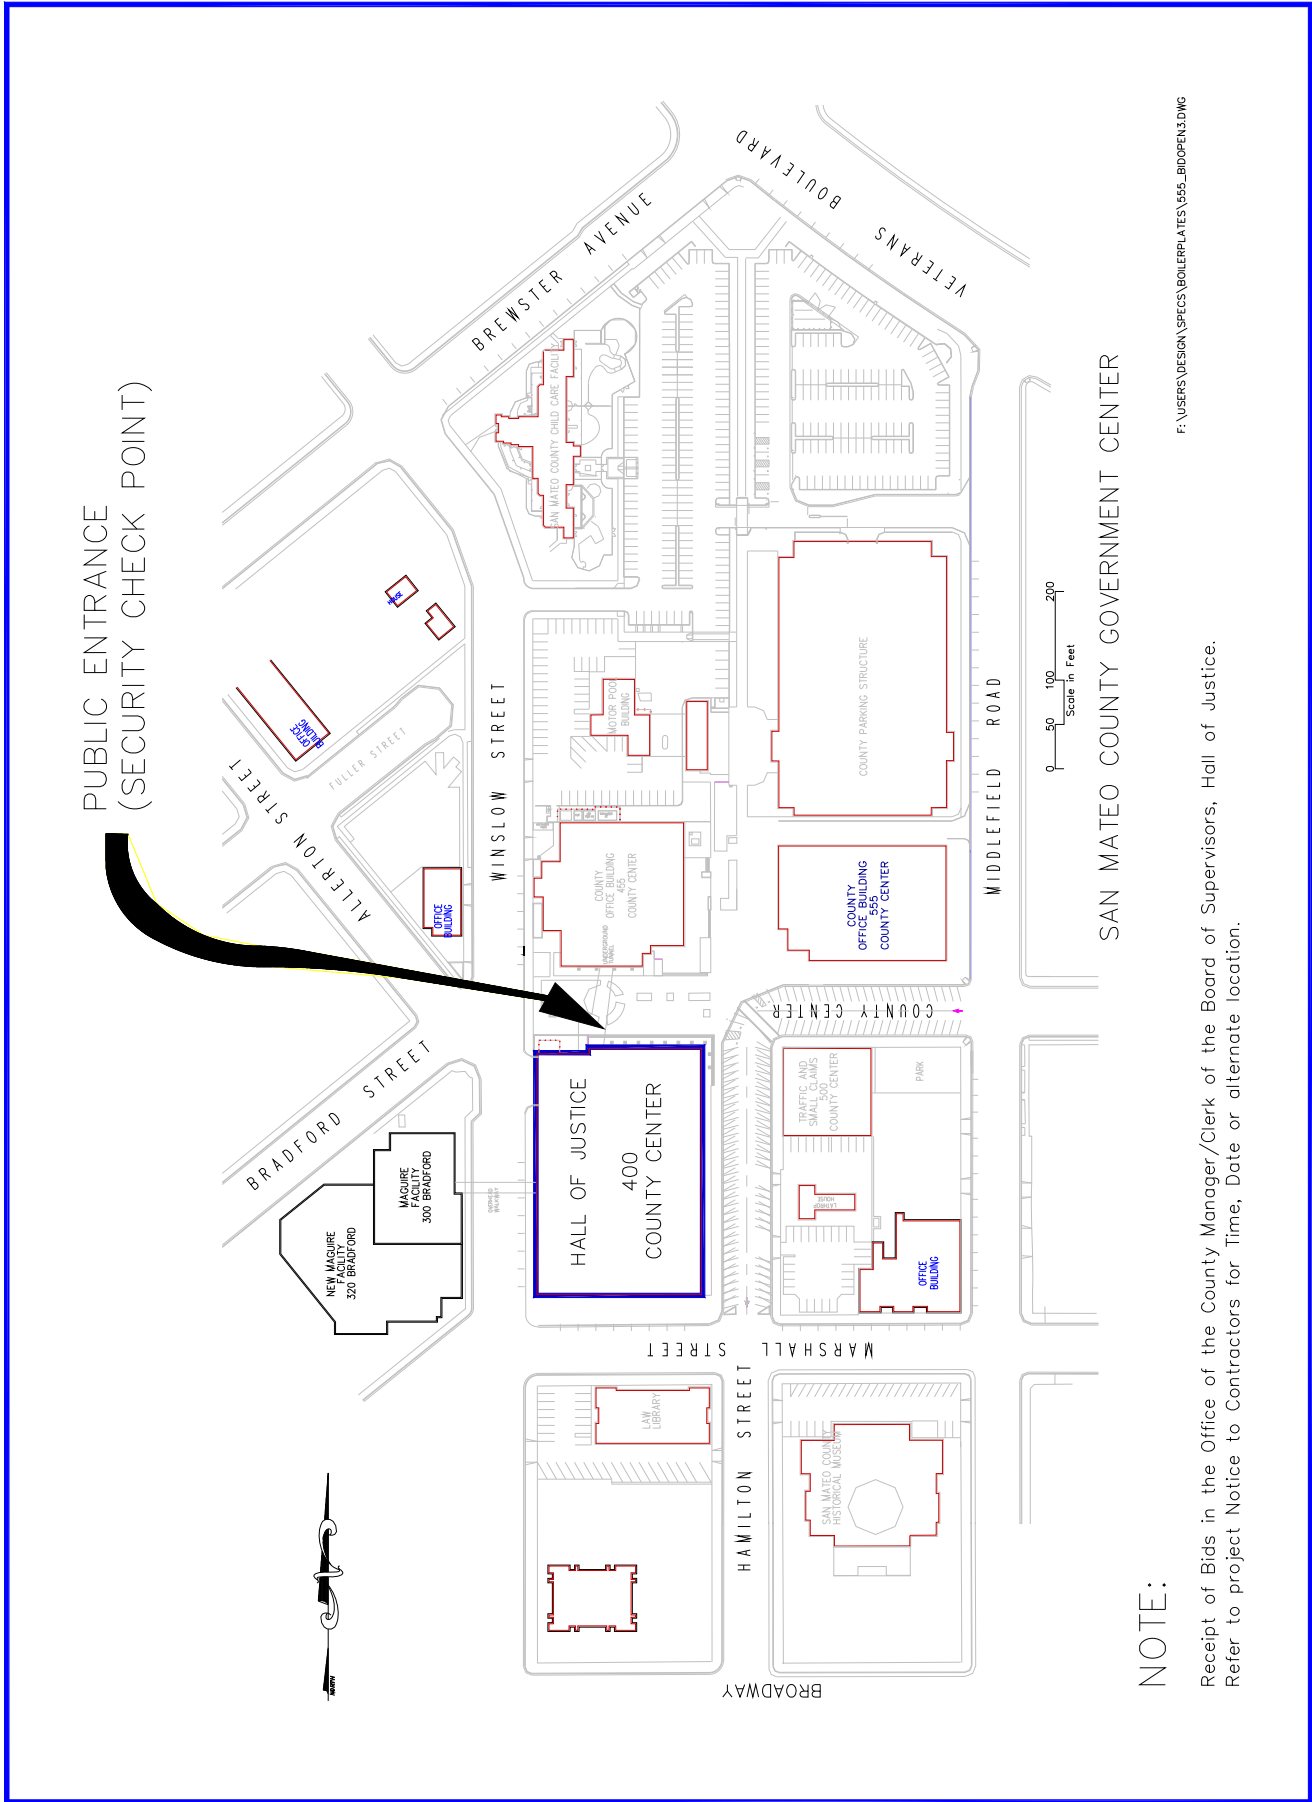 PUBLIC ENTRANCE
(SECURITY CHECK POINT)
BREWSTER AVENUE
VETERANS BOULEVARD
SAN MATEO COUNTY CHILD CARE FACILITY
HOUSE
OFFICE
BUILDING
FULLER STREET
ALLERTON STREET
WINSLOW STREET
MOTOR POOL
BUILDING
COUNTY PARKING STRUCTURE
MIDDLEFIELD ROAD
OFFICE
BUILDING
COUNTY
OFFICE BUILDING
455
COUNTY CENTER
UNDERGROUND
TUNNEL
COUNTY
OFFICE BUILDING
555
COUNTY CENTER
COUNTY CENTER
BRADFORD STREET
MAGUIRE
FACILITY
300 BRADFORD
NEW MAGUIRE
FACILITY
320 BRADFORD
OVERHEAD
WALKWAY
HALL OF JUSTICE
400
COUNTY CENTER
TRAFFIC AND
SMALL CLAIMS
500
COUNTY CENTER
PARK
LATHROP
HOUSE
OFFICE
BUILDING
MARSHALL STREET
HAMILTON STREET
LAW
LIBRARY
SAN MATEO COUNTY
HISTORICAL MUSEUM
BROADWAY
NORTH
0 50 100 200
Scale in Feet
SAN MATEO COUNTY GOVERNMENT CENTER
F:\USERS\DESIGN\SPECS\BOILERPLATES\555_BIDOPEN3.DWG
NOTE:
Receipt of Bids in the Office of the County Manager/Clerk of the Board of Supervisors, Hall of Justice.
Refer to project Notice to Contractors for Time, Date or alternate location.